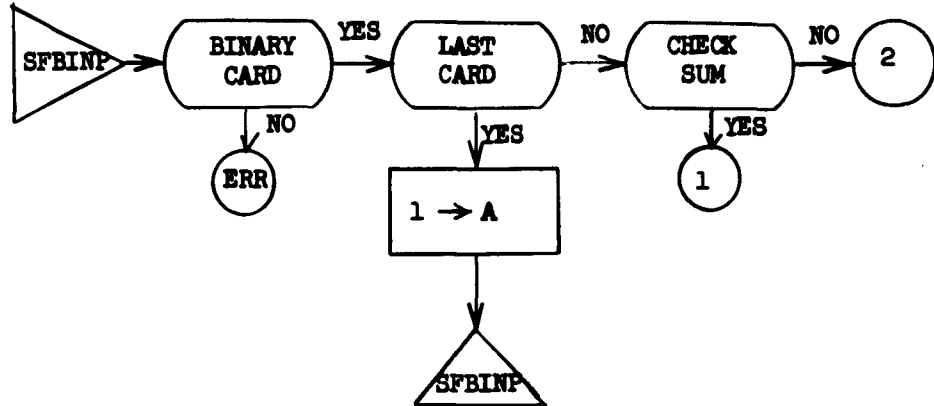 SFBINP
BINARY
CARD
YES
LAST
CARD
NO
CHECK
SUM
NO
2
NO
ERR
YES
1 → A
YES
1
SFBINP